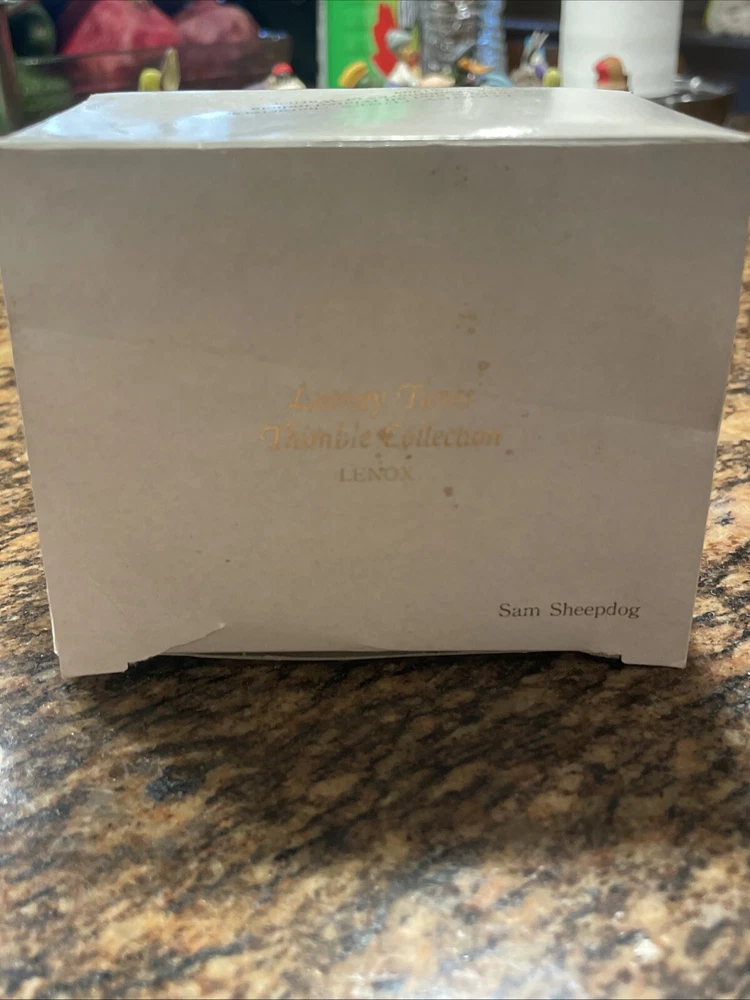 Looney Tunes
Thimble Collection
LENOX
Sam Sheepdog